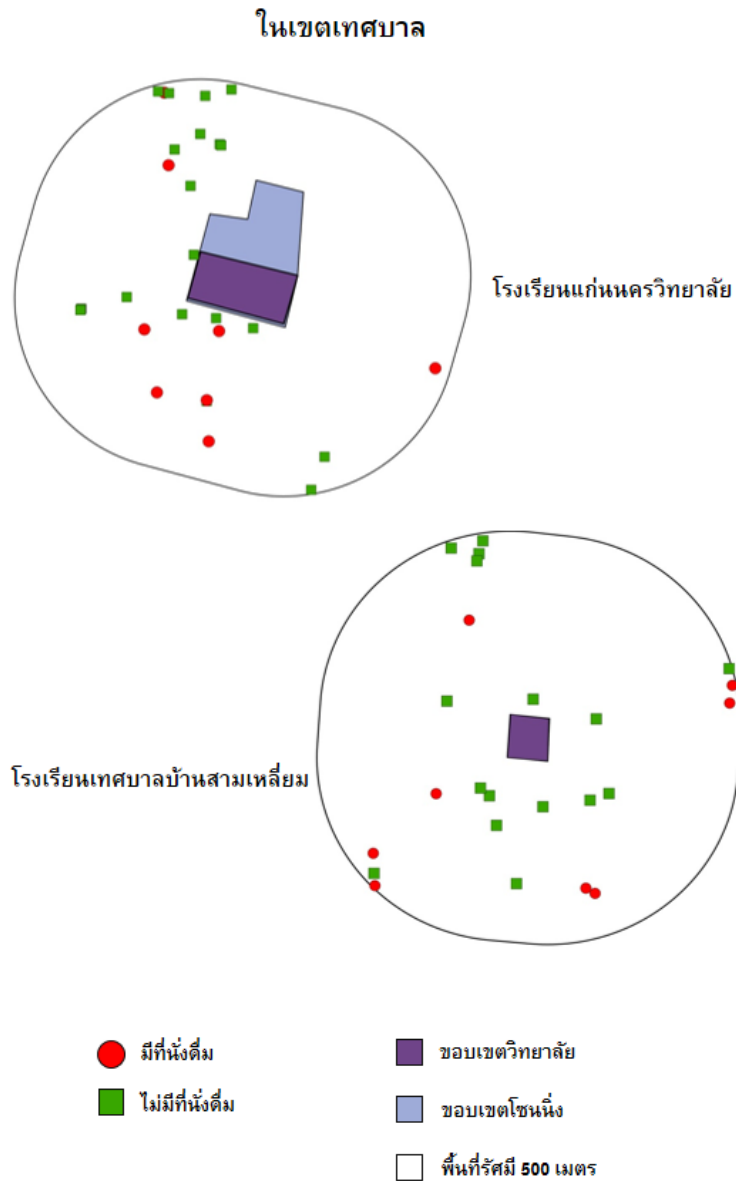 ในเขตเทศบาล
โรงเรียนแก่นนครวิทยาลัย
โรงเรียนเทศบาลบ้านสามเหลี่ยม
มีที่นั่งดื่ม
ไม่มีที่นั่งดื่ม
ขอบเขตวิทยาลัย
ขอบเขตโซนนิ่ง
พื้นที่รัศมี 500 เมตร